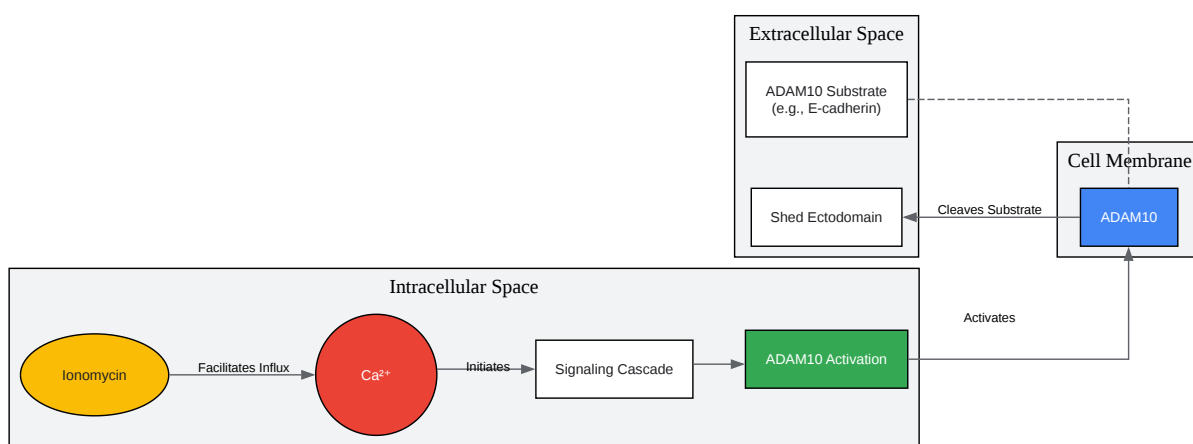 Extracellular Space
ADAM10 Substrate
(e.g., E-cadherin)
Cell Membrane
Shed Ectodomain
Cleaves Substrate
ADAM10
Intracellular Space
Activates
Ionomycin
Facilitates Influx
Ca²⁺
Initiates
Signaling Cascade
ADAM10 Activation